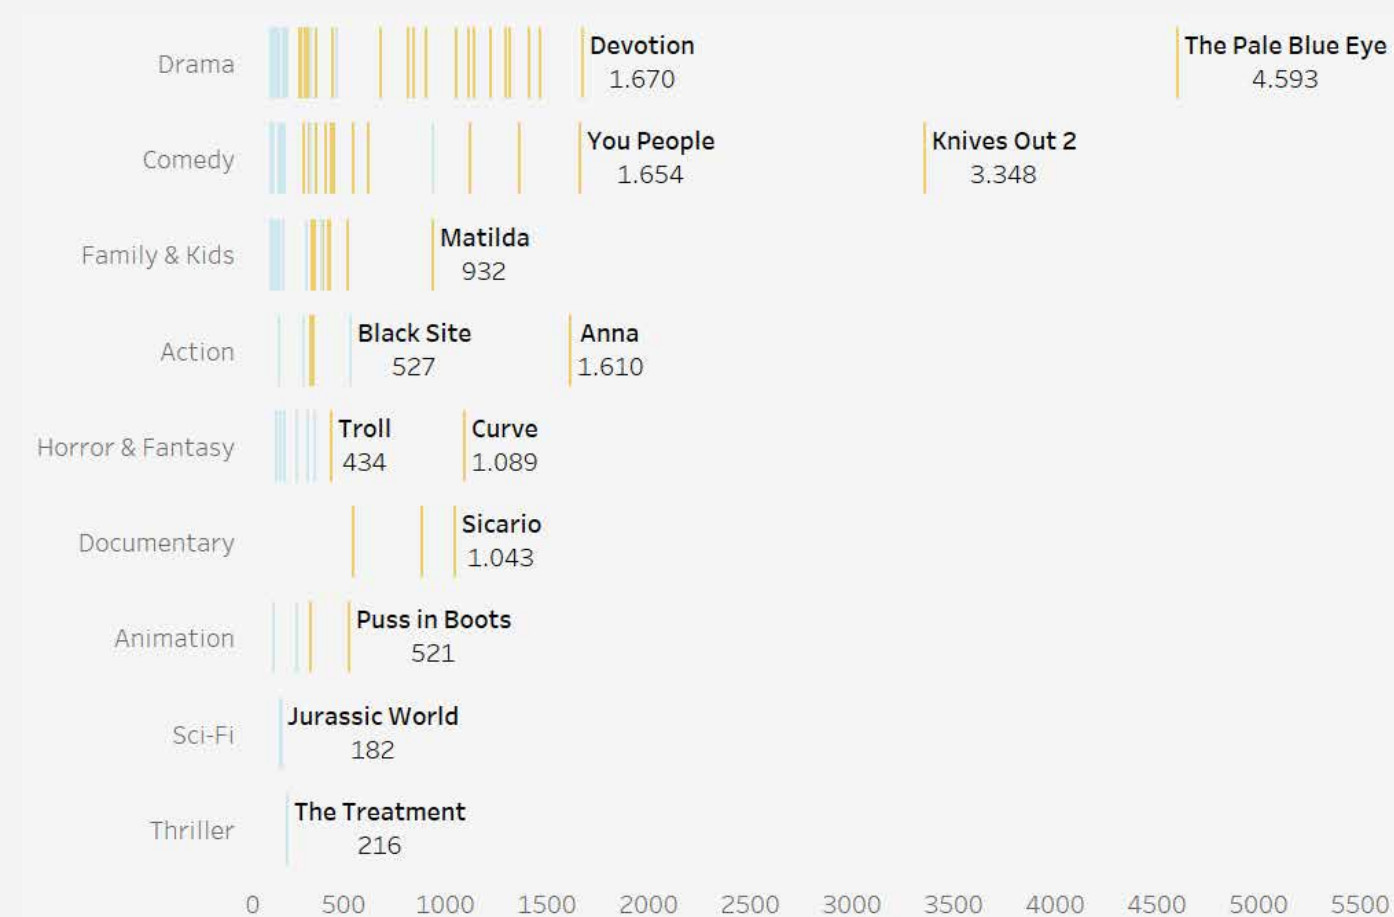 Drama
Devotion
1.670
The Pale Blue Eye
4.593
Comedy
You People
1.654
Knives Out 2
3.348
Family & Kids
Matilda
932
Action
Black Site
527
Anna
1.610
Horror & Fantasy
Troll
434
Curve
1.089
Documentary
Sicario
1.043
Animation
Puss in Boots
521
Sci-Fi
Jurassic World
182
Thriller
The Treatment
216
0 500 1000 1500 2000 2500 3000 3500 4000 4500 5000 5500